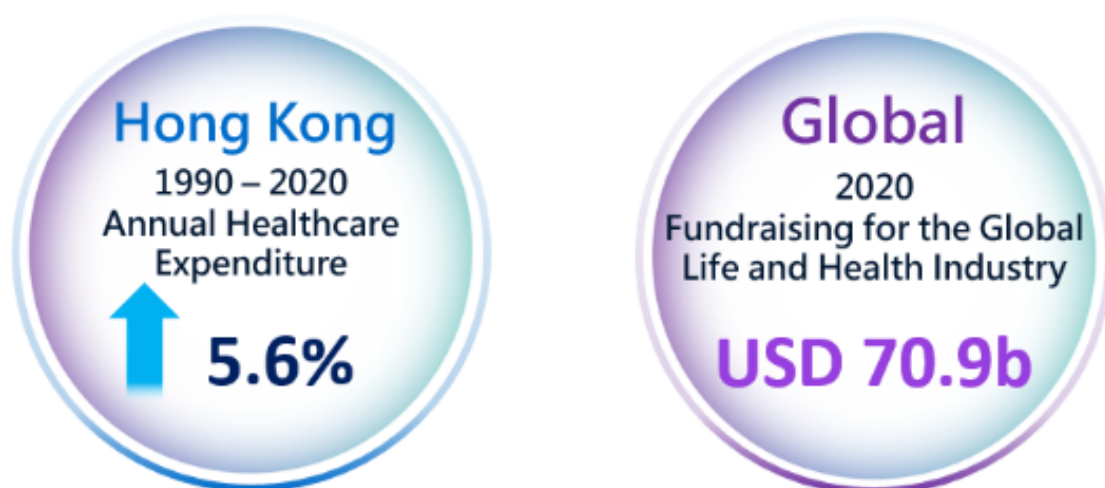 Hong Kong
1990 – 2020
Annual Healthcare
Expenditure
5.6%
Global
2020
Fundraising for the Global
Life and Health Industry
USD 70.9b